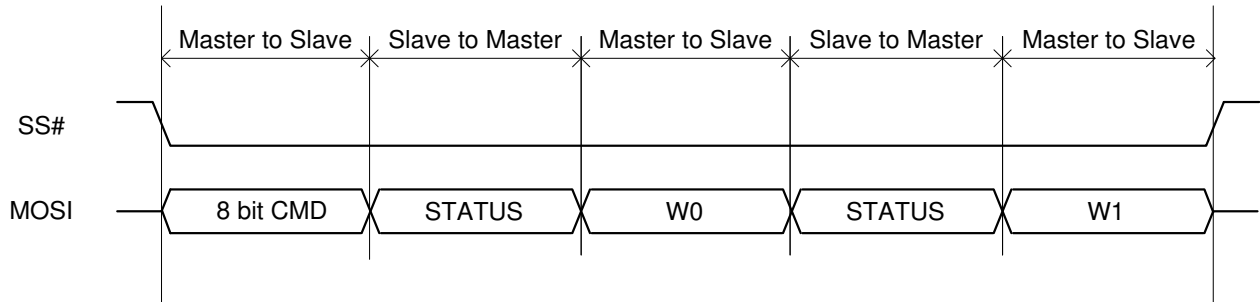 Master to Slave Slave to Master Master to Slave Slave to Master Master to Slave
SS#
MOSI 8 bit CMD STATUS W0 STATUS W1